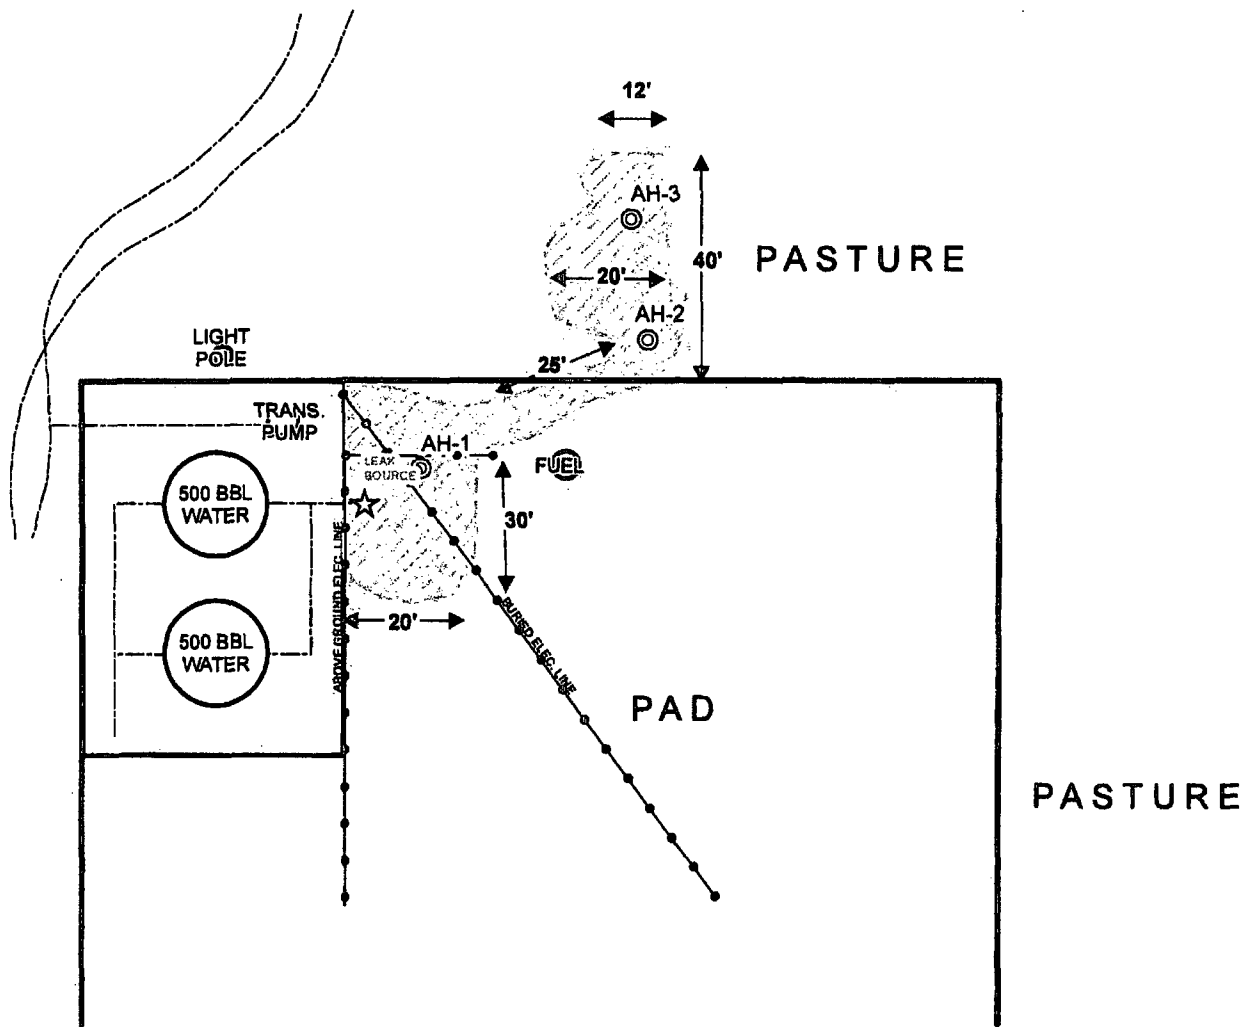 12'
AH-3
40'
PASTURE
20'
AH-2
LIGHT
POLE
25'
TRANS.
PUMP
AH-1
LEAK
SOURCE
FUEL
500 BBL
WATER
30'
ABOVE GROUND ELEC. LINE
20'
BURIED ELEC. LINE
500 BBL
WATER
PAD
PASTURE